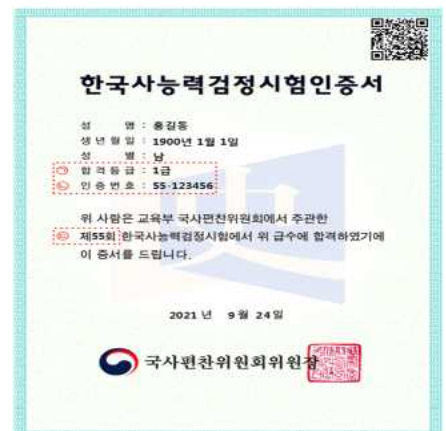 한국사능력검정시험인증서
성 명 : 홍길동
생년월일 : 1900년 1월 1일
성 별 : 남
㉠ 합격등급 : 1급
㉡ 인증번호 : 55-123456
위 사람은 교육부 국사편찬위원회에서 주관한
제55회 한국사능력검정시험에서 위 급수에 합격하였기에
이 증서를 드립니다.
2021 년 9 월 24 일
국사편찬위원회위원장